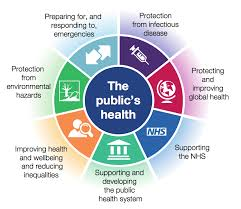 Preparing for, and
responding to,
emergencies
Protection
from infectious
disease
Protecting and
improving
global health
Supporting
the NHS
NHS
Supporting and
developing
the public
health system
Improving health
and wellbeing
and reducing
inequalities
Protection
from
environmental
hazards
The
public's
health